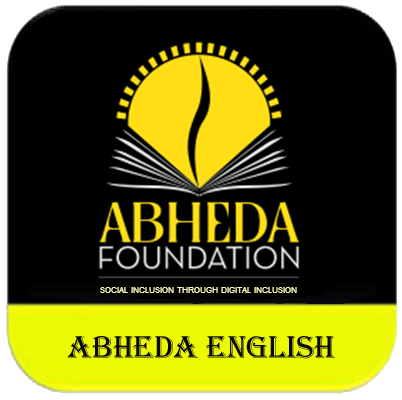 ABHEDA
FOUNDATION
SOCIAL INCLUSION THROUGH DIGITAL INCLUSION
ABHEDA ENGLISH